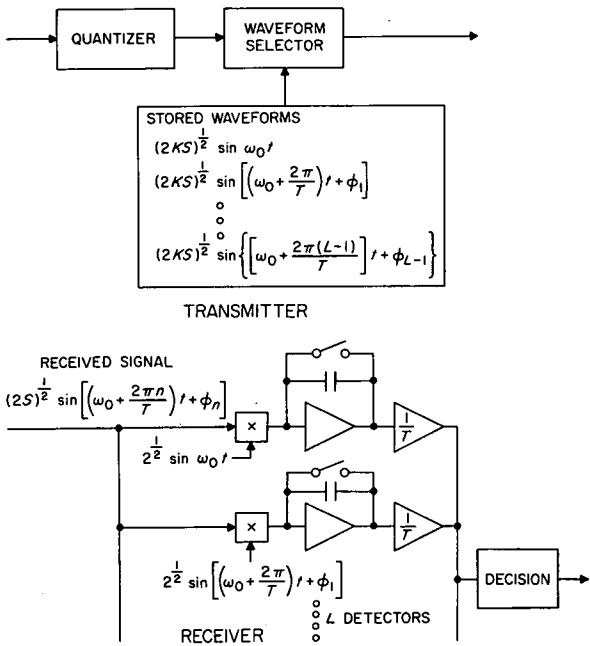 QUANTIZER
WAVEFORM
SELECTOR
STORED WAVEFORMS
(2KS)^{1/2} sin ω₀t
(2KS)^{1/2} sin[(ω₀ + 2π/T) t + ϕ₁]
(2KS)^{1/2} sin{[ω₀ + 2π(L-1)/T] t + ϕ_{L-1}}
TRANSMITTER
RECEIVED SIGNAL
(2S)^{1/2} sin[(ω₀ + 2πn/T) t + ϕₙ]
×
1/T
2^{1/2} sin ω₀t
×
1/T
2^{1/2} sin[(ω₀ + 2π/T) t + ϕ₁]
DECISION
L DETECTORS
RECEIVER